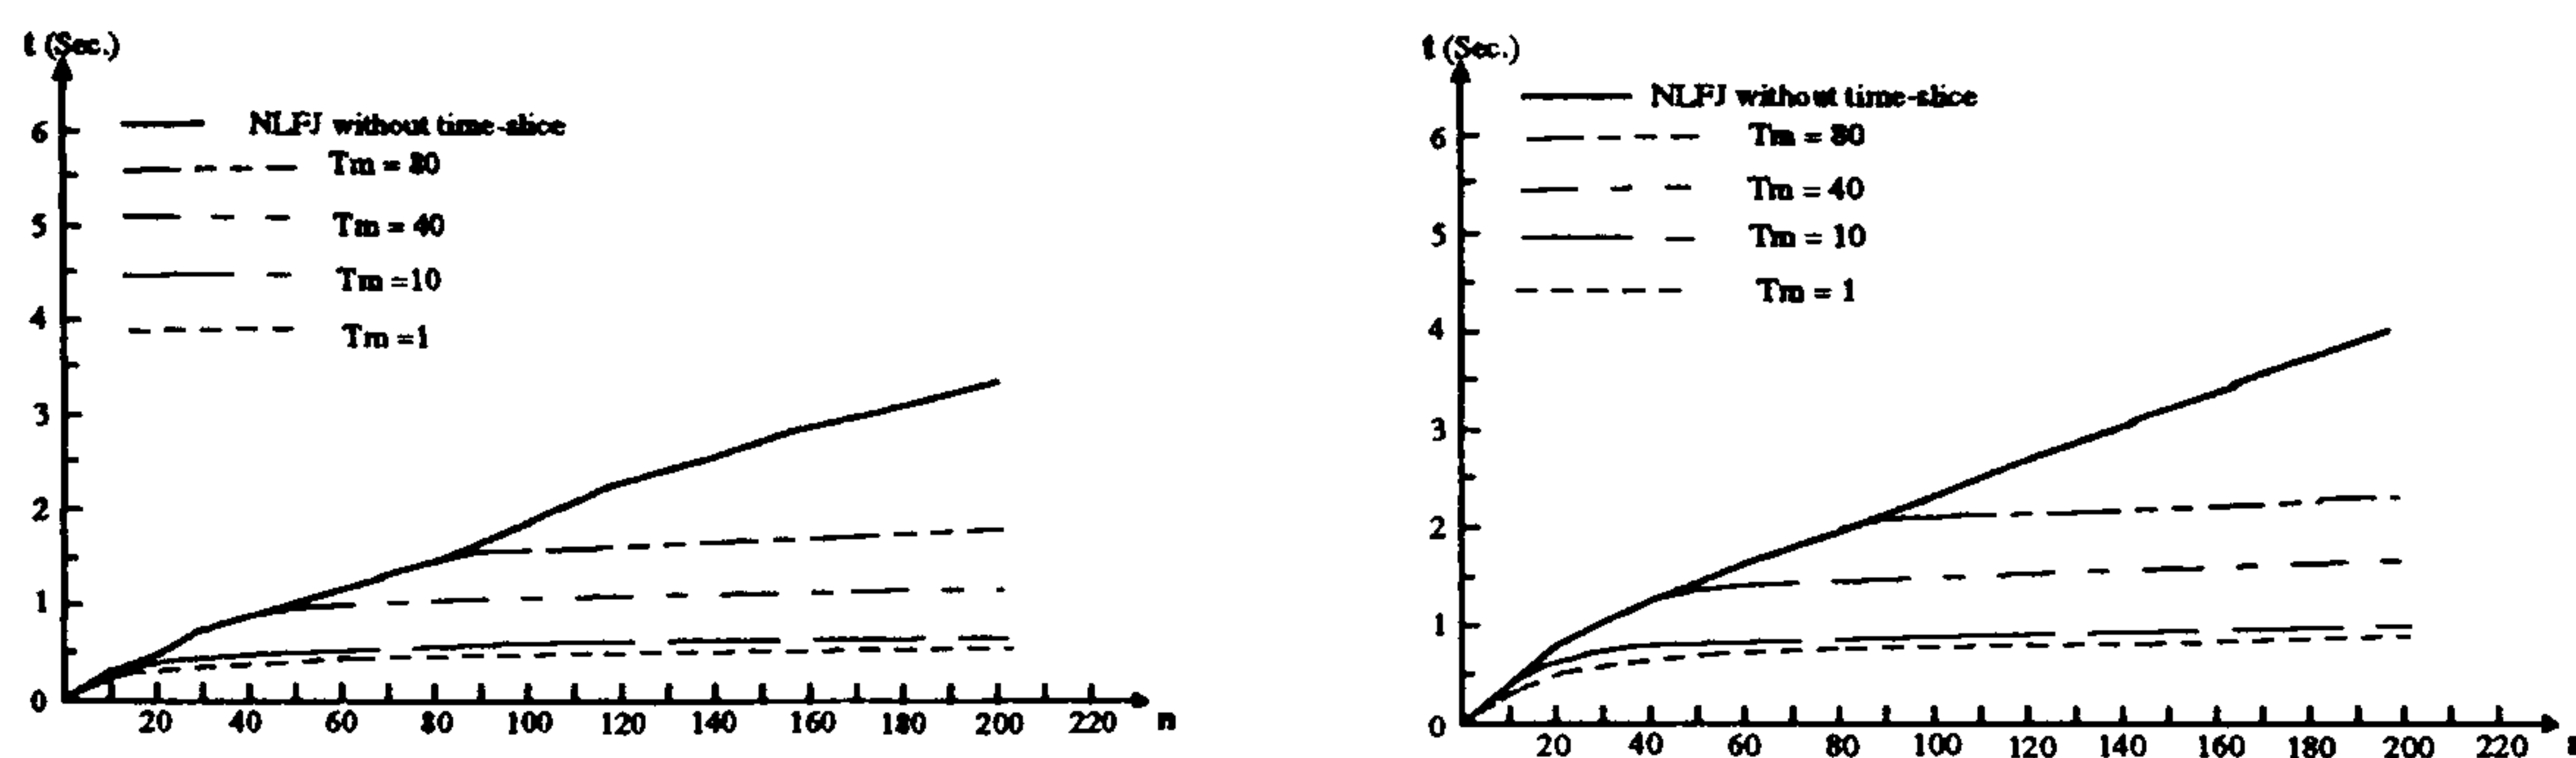 t (Sec.)
NLFJ without time-slice
Tm = 80
Tm = 40
Tm =10
Tm =1
6
5
4
3
2
1
0
20 40 60 80 100 120 140 160 180 200 220 n
t (Sec.)
NLFJ without time-slice
Tm = 80
Tm = 40
Tm = 10
Tm = 1
6
5
4
3
2
1
0
20 40 60 80 100 120 140 160 180 200 220